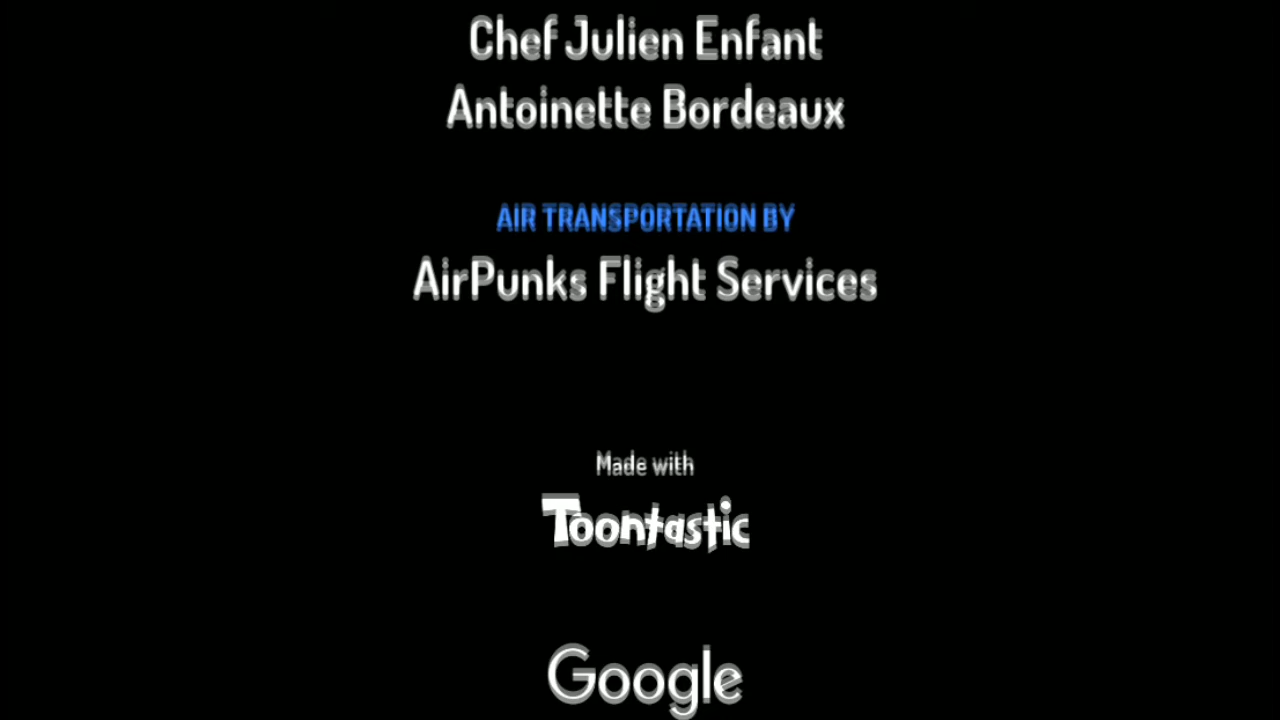 Chef Julien Enfant
Antoinette Bordeaux
AIR TRANSPORTATION BY
AirPunks Flight Services
Made with
Toontastic
Google